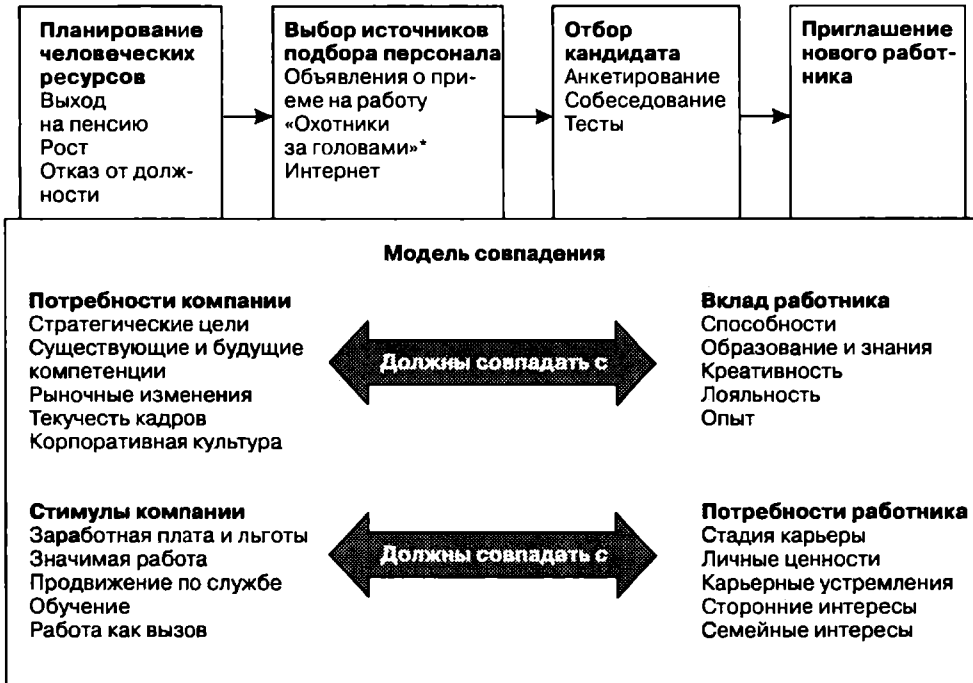 Планирование
человеческих
ресурсов
Выход
на пенсию
Рост
Отказ от долж-
ности
Выбор источников
подбора персонала
Объявления о при-
еме на работу
«Охотники
за головами»*
Интернет
Отбор
кандидата
Анкетирование
Собеседование
Тесты
Приглашение
нового работ-
ника
Модель совпадения
Потребности компании
Стратегические цели
Существующие и будущие
компетенции
Рыночные изменения
Текучесть кадров
Корпоративная культура
Должны совпадать с
Вклад работника
Способности
Образование и знания
Креативность
Лояльность
Опыт
Стимулы компании
Заработная плата и льготы
Значимая работа
Продвижение по службе
Обучение
Работа как вызов
Должны совпадать с
Потребности работника
Стадия карьеры
Личные ценности
Карьерные устремления
Сторонние интересы
Семейные интересы